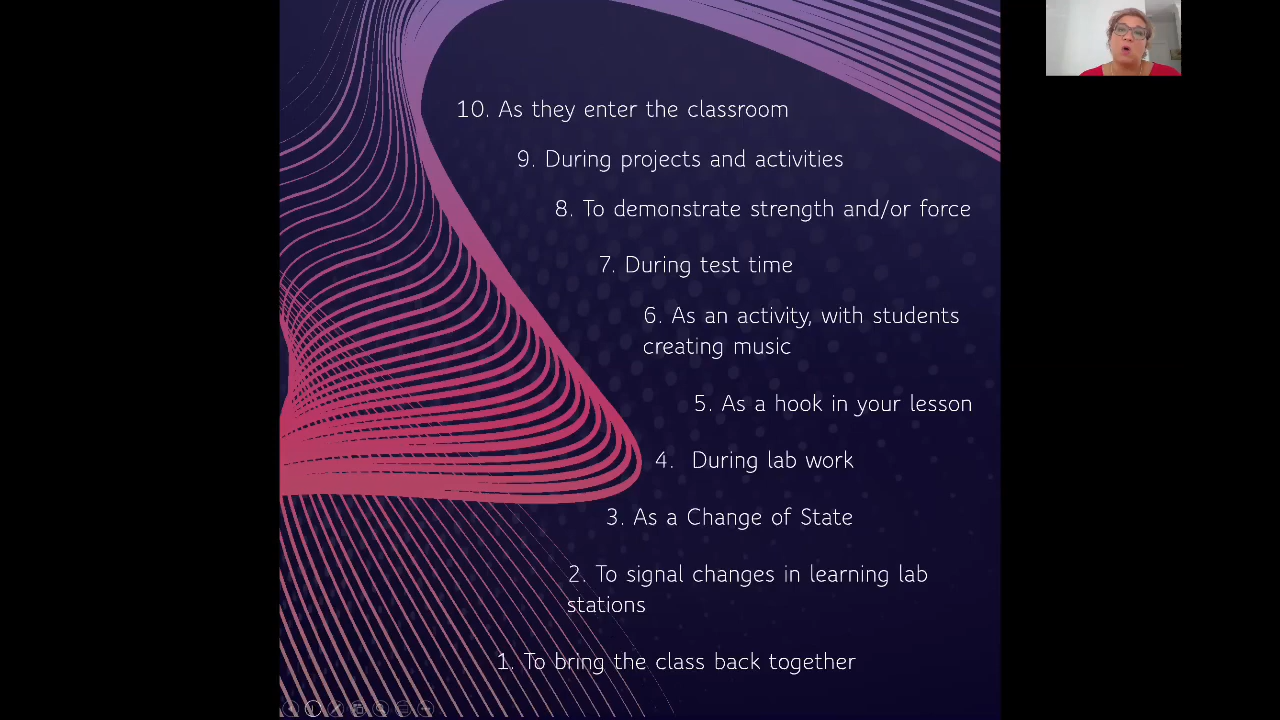 10. As they enter the classroom
9. During projects and activities
8. To demonstrate strength and/or force
7. During test time
6. As an activity, with students
creating music
5. As a hook in your lesson
4. During lab work
3. As a Change of State
2. To signal changes in learning lab
stations
1. To bring the class back together